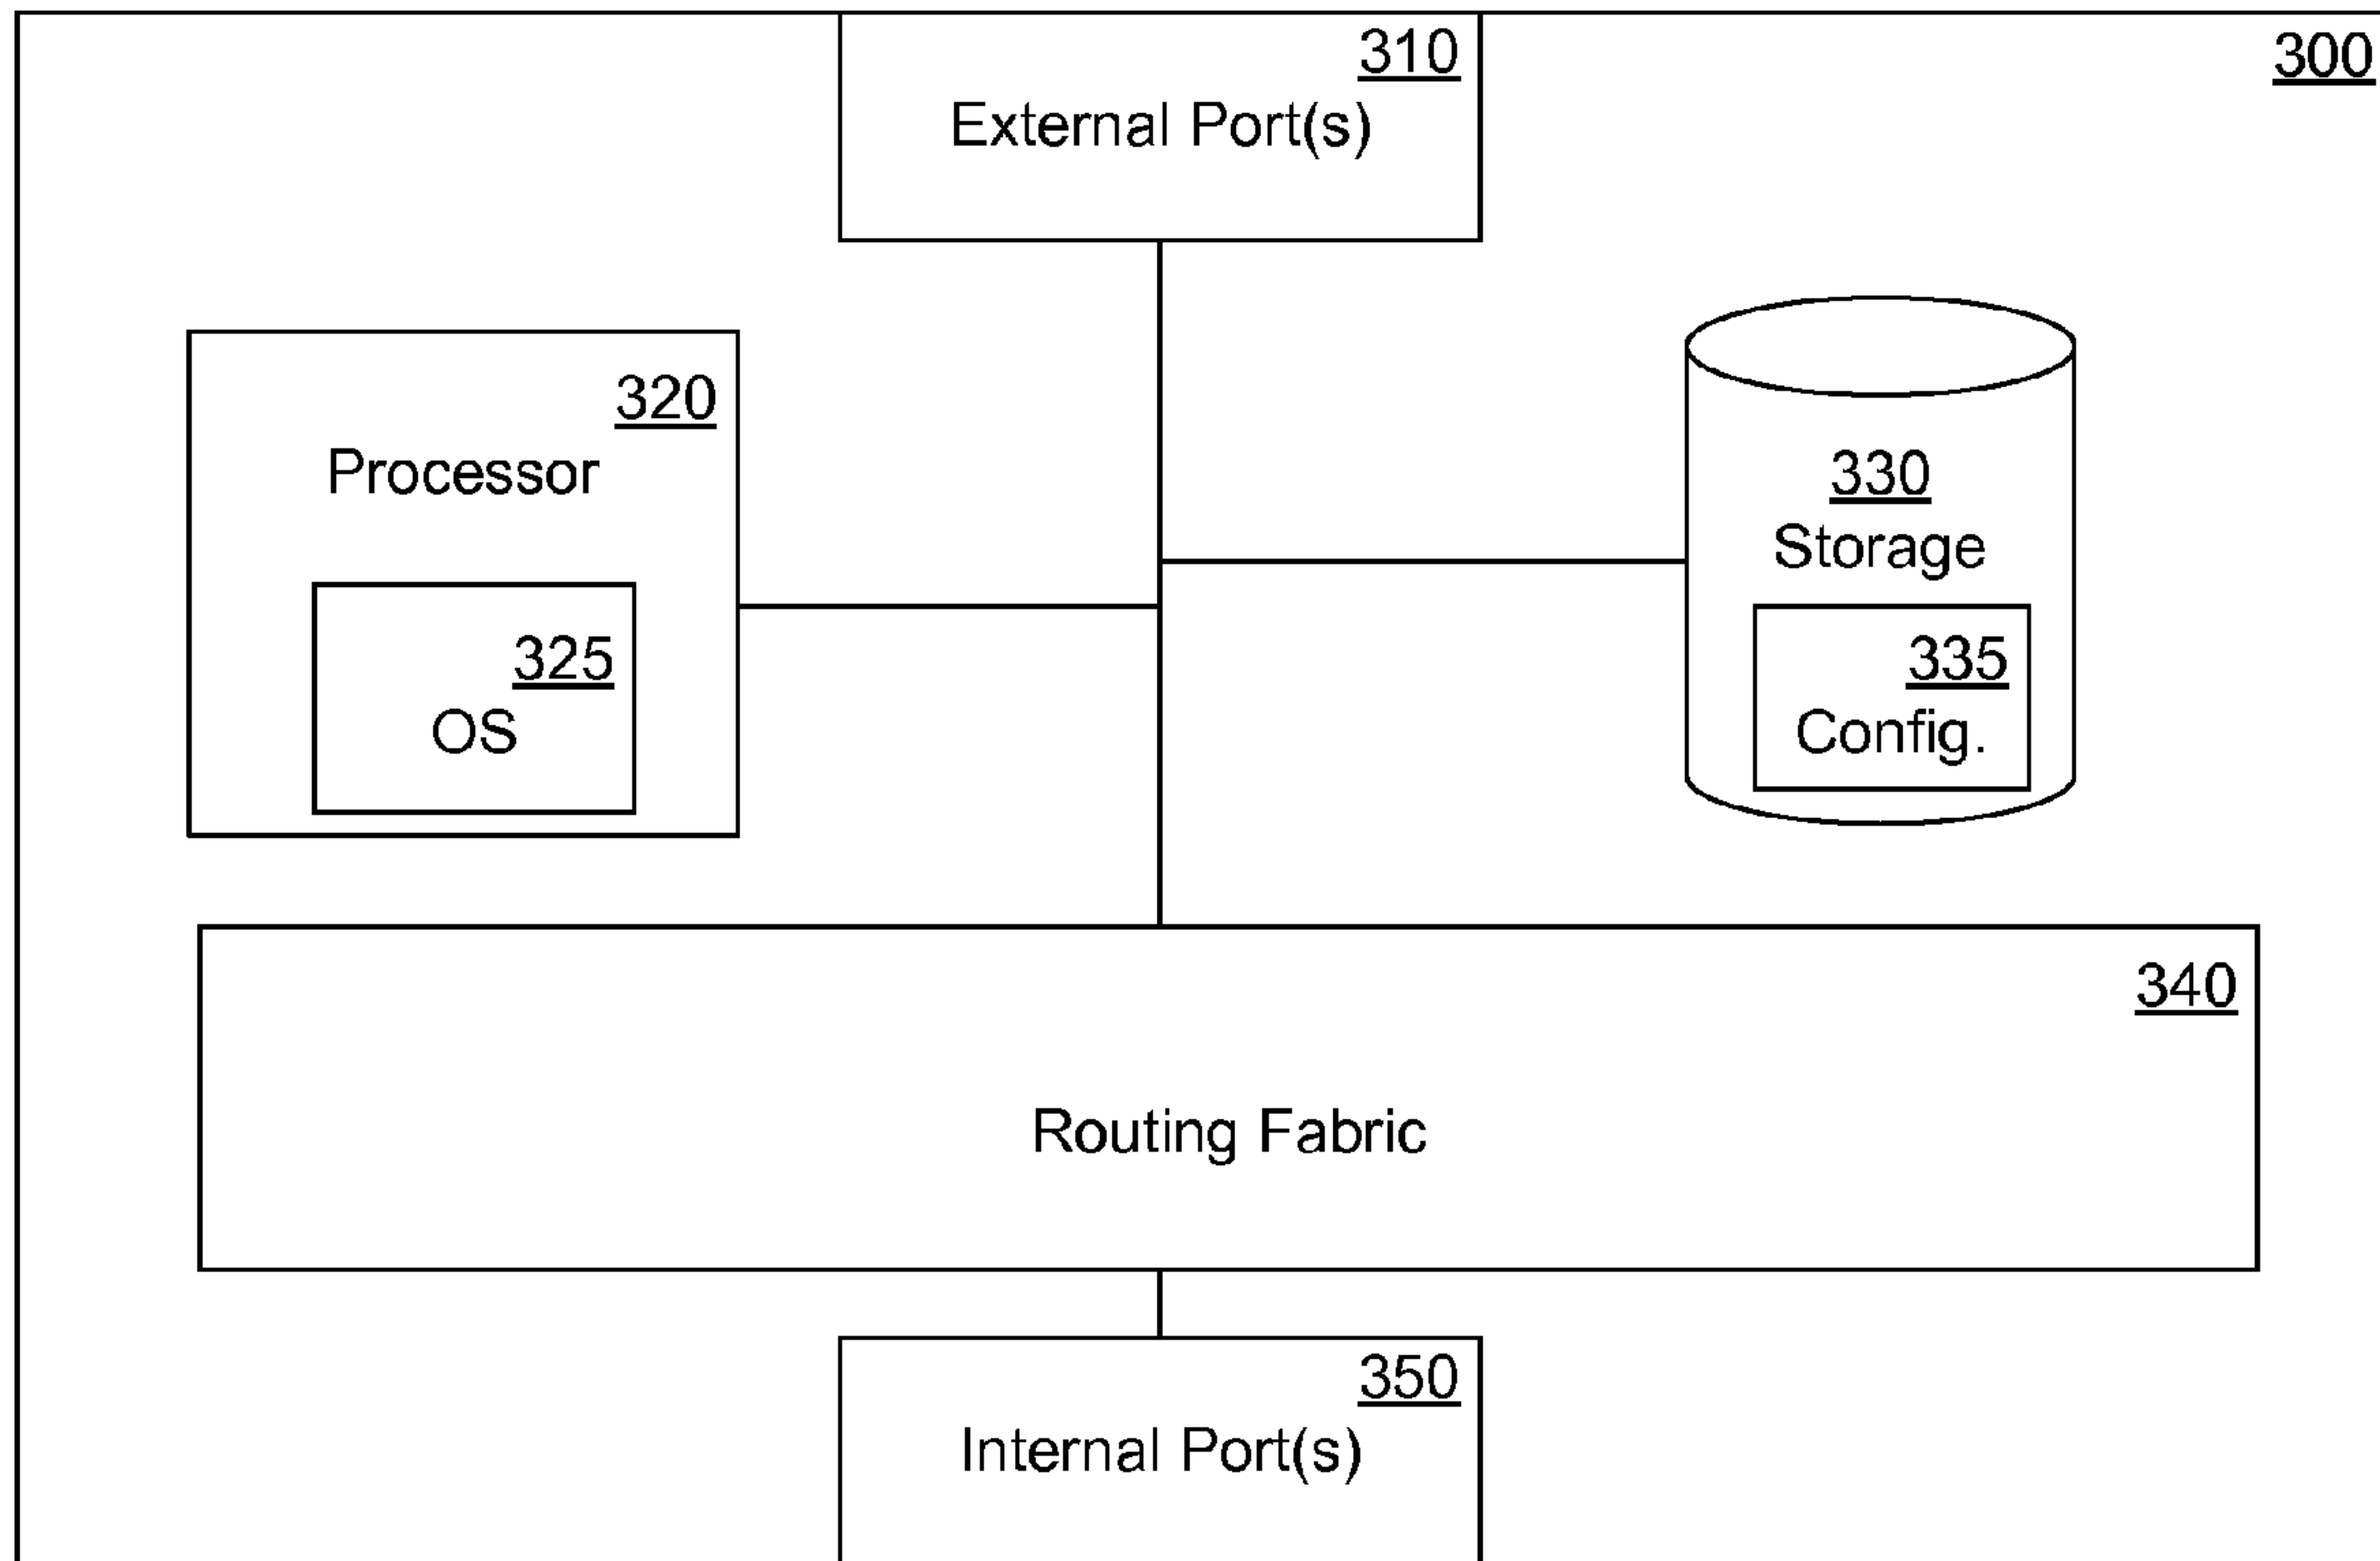 300
310
External Port(s)
320
Processor
325
OS
330
Storage
335
Config.
340
Routing Fabric
350
Internal Port(s)